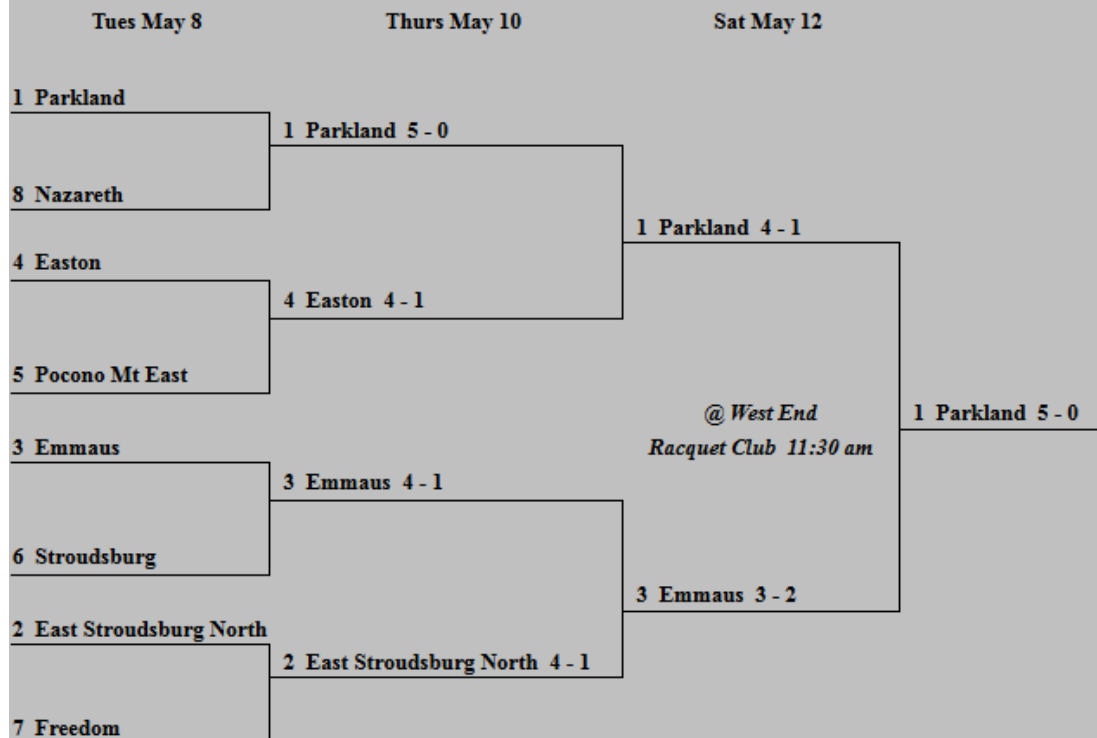 Tues May 8
Thurs May 10
Sat May 12
1 Parkland
1 Parkland 5 - 0
8 Nazareth
1 Parkland 4 - 1
4 Easton
4 Easton 4 - 1
5 Pocono Mt East
@ West End
Racquet Club 11:30 am
1 Parkland 5 - 0
3 Emmaus
3 Emmaus 4 - 1
6 Stroudsburg
3 Emmaus 3 - 2
2 East Stroudsburg North
2 East Stroudsburg North 4 - 1
7 Freedom